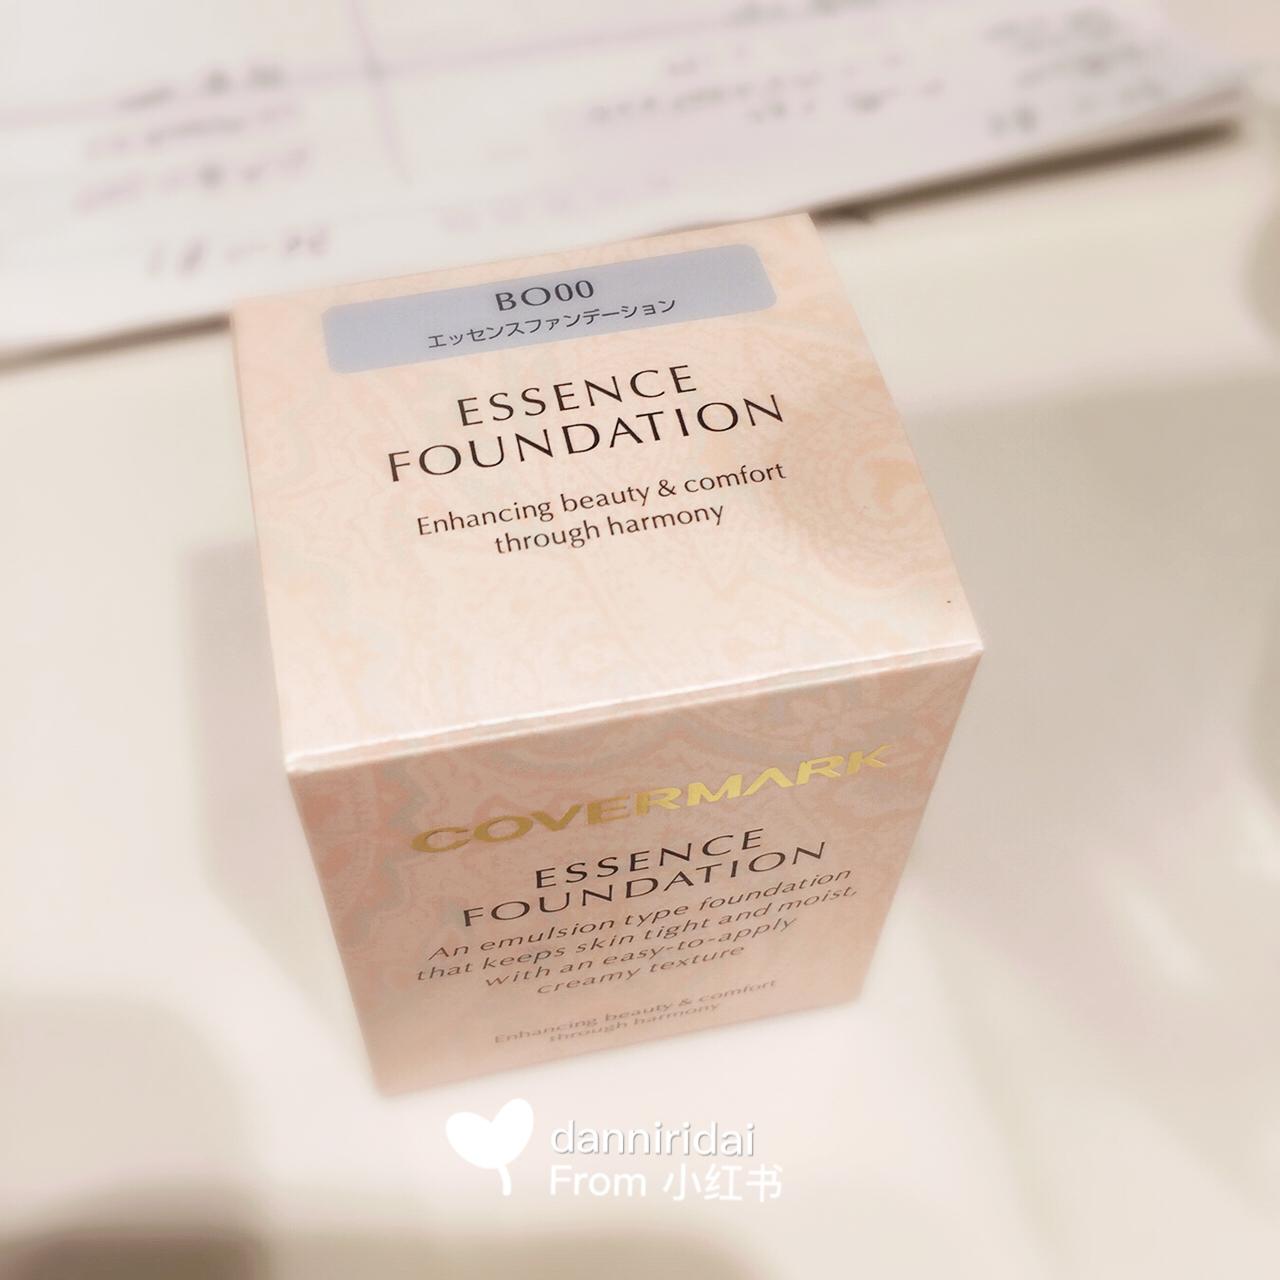 BO00
エッセンスファンデーション
ESSENCE
FOUNDATION
Enhancing beauty & comfort
through harmony
COVERMARK
ESSENCE
FOUNDATION
An emulsion type foundation
that keeps skin tight and moist,
with an easy-to-apply
creamy texture
Enhancing beauty & comfort
through harmony
danniridai
From 小红书